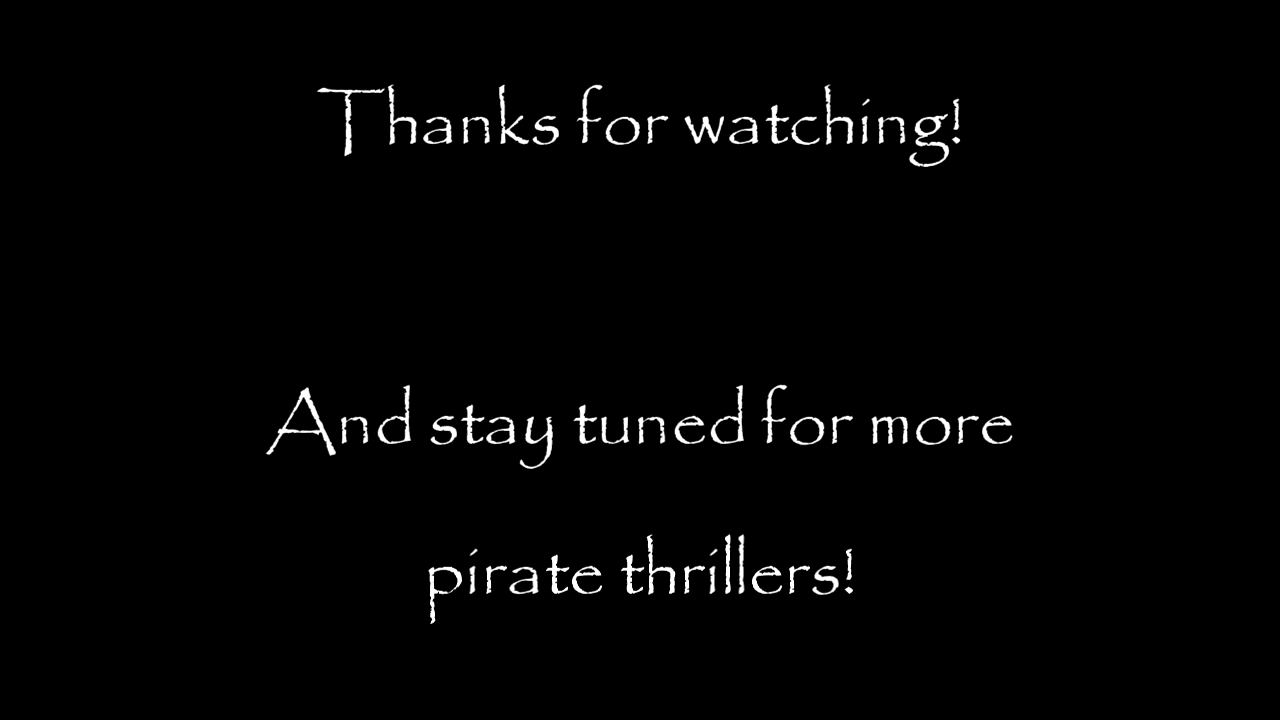 Thanks for watching!
And stay tuned for more
pirate thrillers!